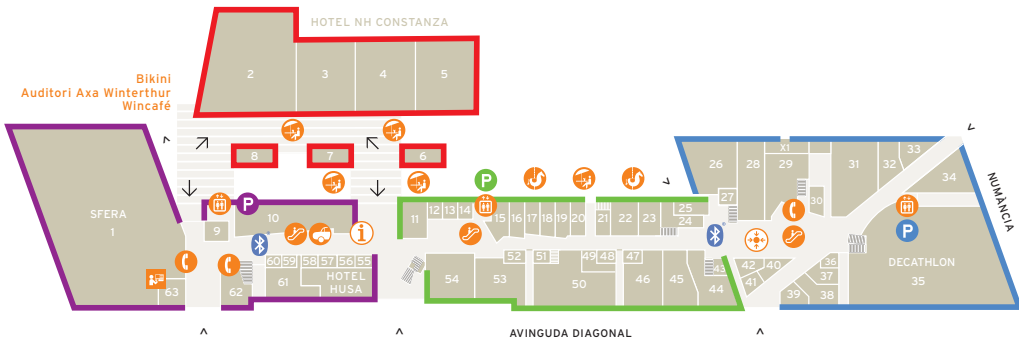 HOTEL NH CONSTANZA
Bikini
Auditori Axa Winterthur
Wincafé
2
3
4
5
8
7
6
SFERA
1
P
9
10
i
60 59 58 57 56 55
61
HOTEL
HUSA
62
63
P
11
12 13 14
15 16 17 18 19 20
21 22 23
24
25
26
27
28
29
X1
30
31
32
33
34
NUMÀNCIA
P
DECATHLON
35
36
37
38
39
40
41
42
43
44
45
46
47
48
49
50
51
52
53
54
AVINGUDA DIAGONAL